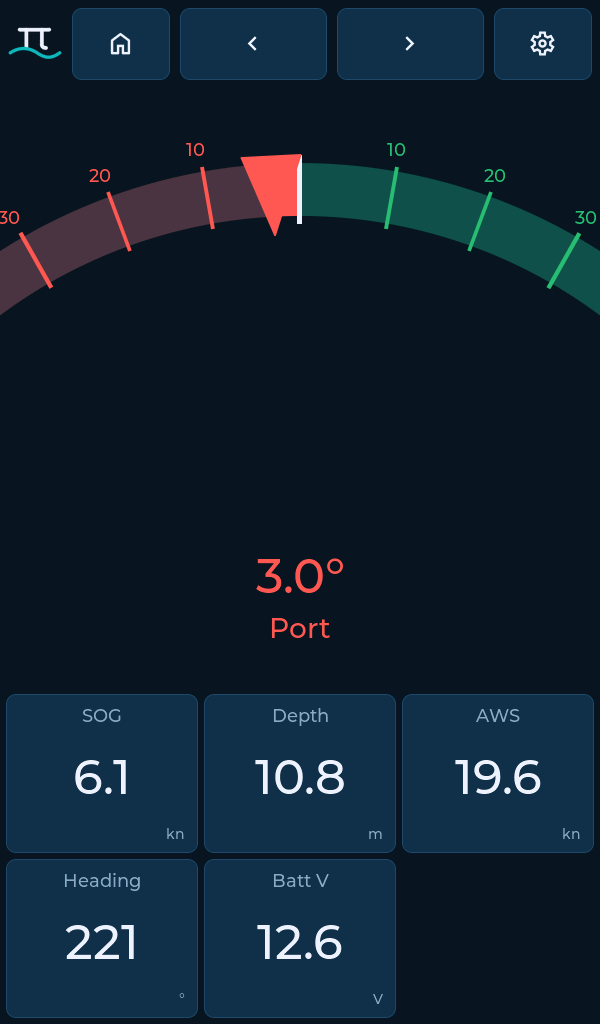 10
10
20
20
30
30
3.0°
Port
SOG
Depth
AWS
6.1
10.8
19.6
kn
m
kn
Heading
Batt V
221
12.6
°
V